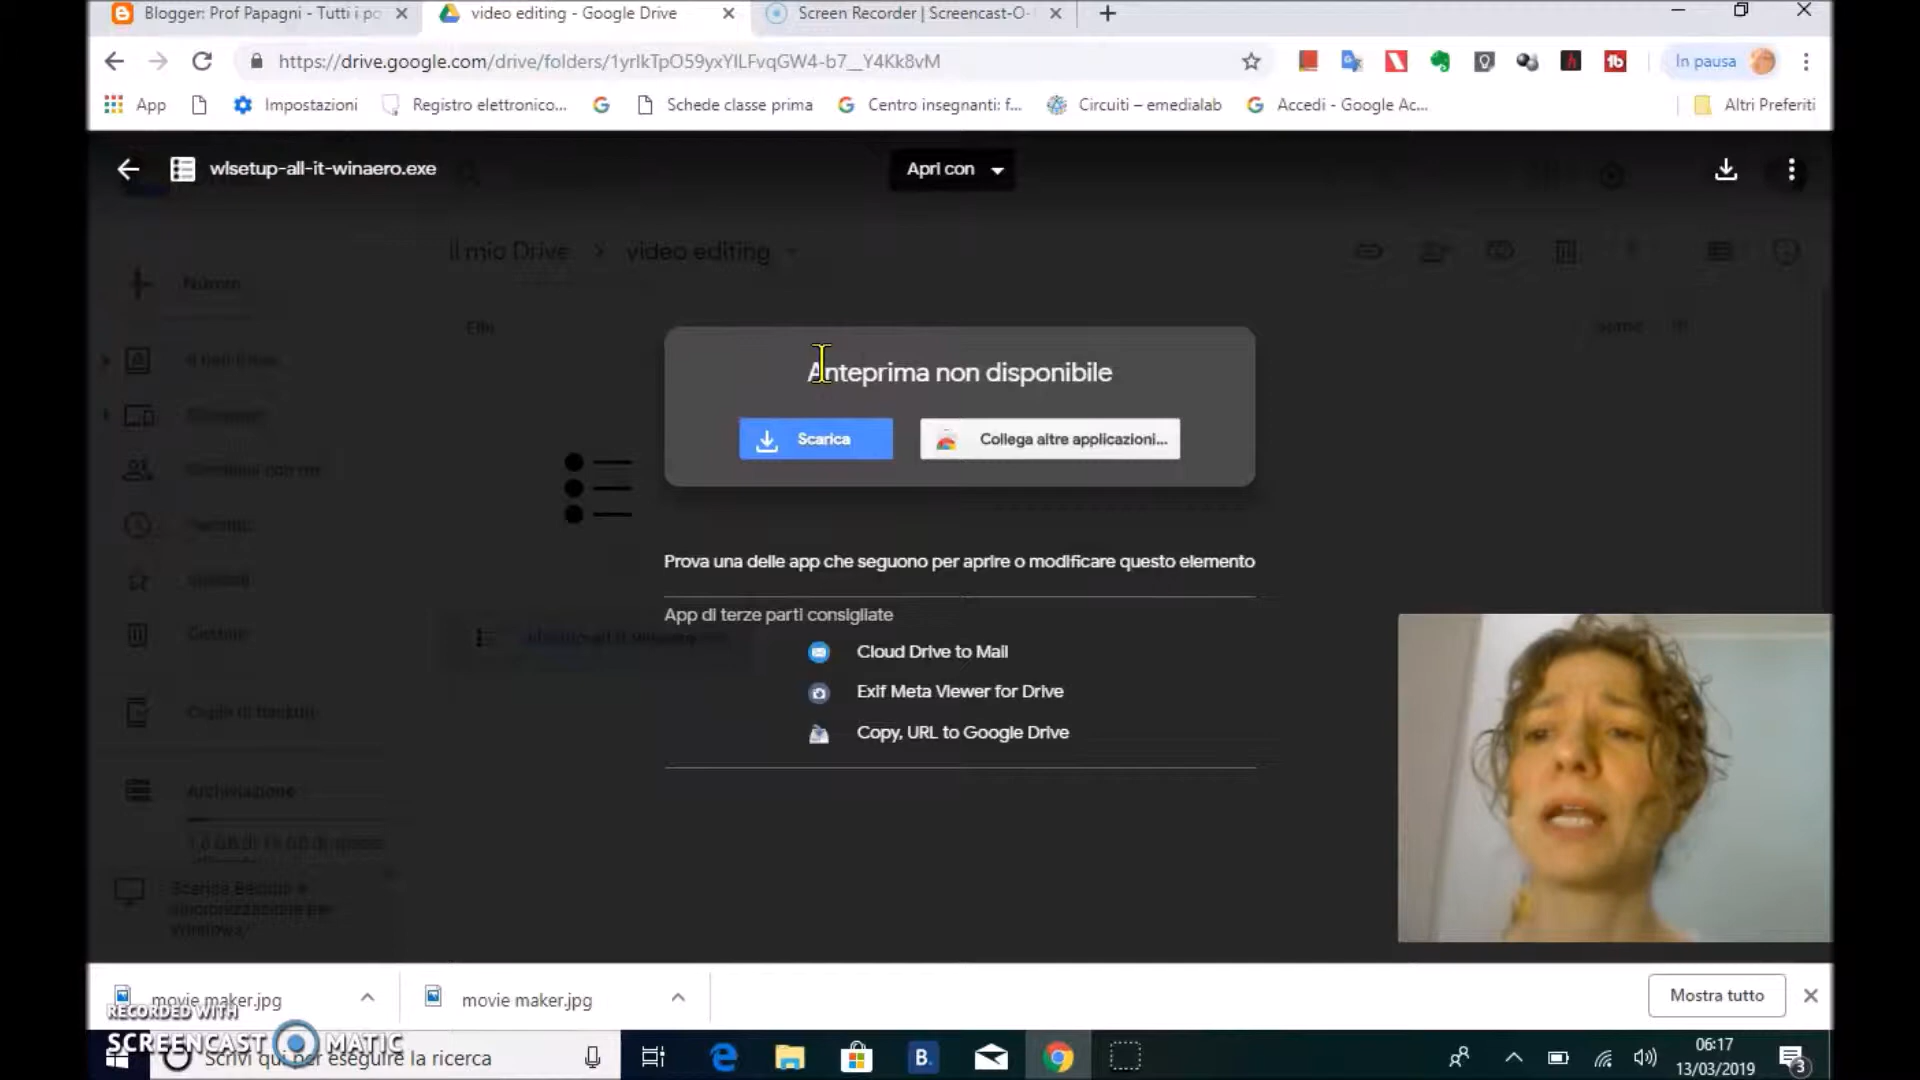 Blogger: Prof Papagni - Tutti i po
video editing - Google Drive
Screen Recorder | Screencast-O-
https://drive.google.com/drive/folders/1yrlkTpO59yxYlLFvqGW4-b7__Y4Kk8vM
In pausa
App
Impostazioni
Registro elettronico...
Schede classe prima
Centro insegnanti: f...
Circuiti – emedialab
Accedi - Google Ac...
Altri Preferiti
wlsetup-all-it-winaero.exe
Apri con
Il mio Drive > video editing
Anteprima non disponibile
Scarica
Collega altre applicazioni...
Prova una delle app che seguono per aprire o modificare questo elemento
App di terze parti consigliate
Cloud Drive to Mail
Exif Meta Viewer for Drive
Copy, URL to Google Drive
Archiviazione
movie maker.jpg
movie maker.jpg
Mostra tutto
RECORDED WITH
SCREENCAST MATIC
Scrivi qui per eseguire la ricerca
B.
06:17
13/03/2019
3